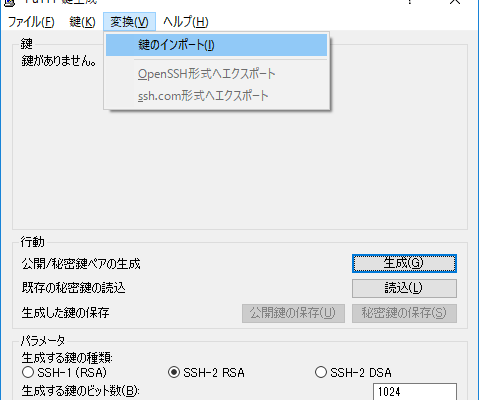 PuTTY 鍵生成 ? ×
ファイル(F) 鍵(K) 変換(V) ヘルプ(H)
鍵のインポート(I)
OpenSSH形式へエクスポート
ssh.com形式へエクスポート
鍵
鍵がありません。
行動
公開/秘密鍵ペアの生成 生成(G)
既存の秘密鍵の読込 読込(L)
生成した鍵の保存 公開鍵の保存(U) 秘密鍵の保存(S)
パラメータ
生成する鍵の種類:
SSH-1 (RSA) SSH-2 RSA SSH-2 DSA
生成する鍵のビット数(B): 1024